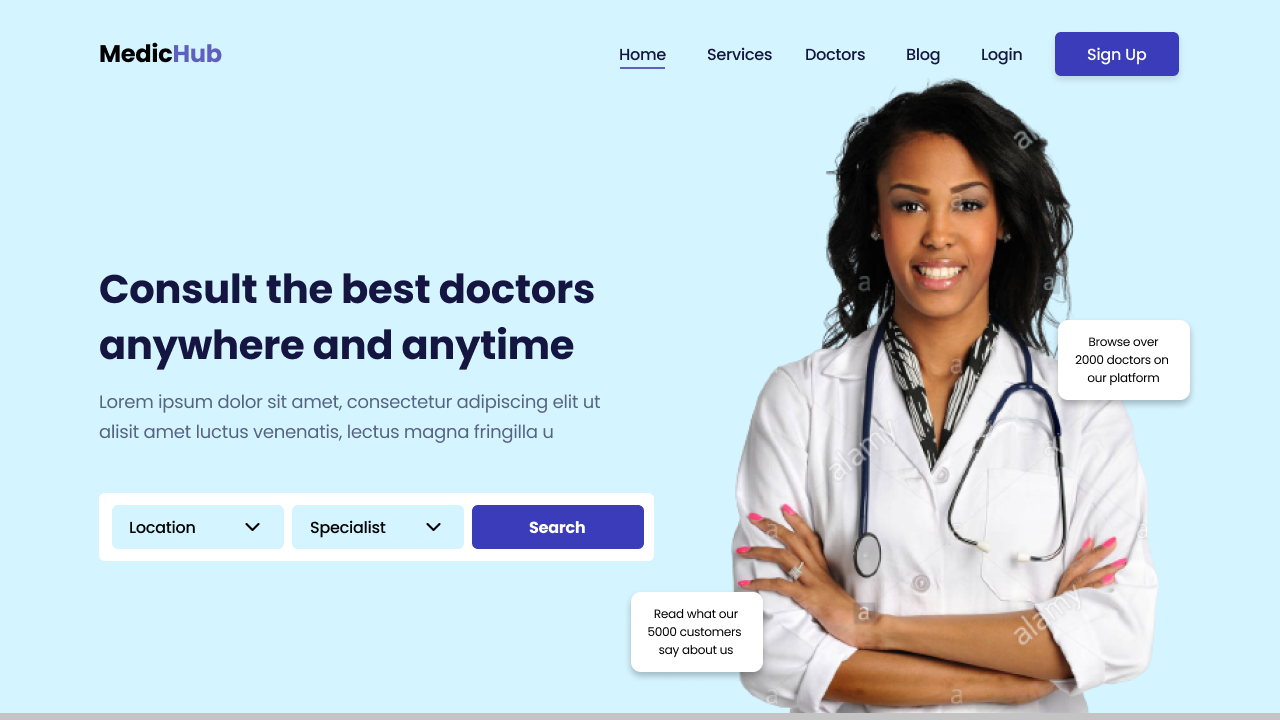 MedicHub
Home Services Doctors Blog Login Sign Up
Consult the best doctors
anywhere and anytime
Lorem ipsum dolor sit amet, consectetur adipiscing elit ut
alisit amet luctus venenatis, lectus magna fringilla u
Location Specialist Search
Browse over
2000 doctors on
our platform
Read what our
5000 customers
say about us
alamy
alamy
a
a
a
a
a
a
a